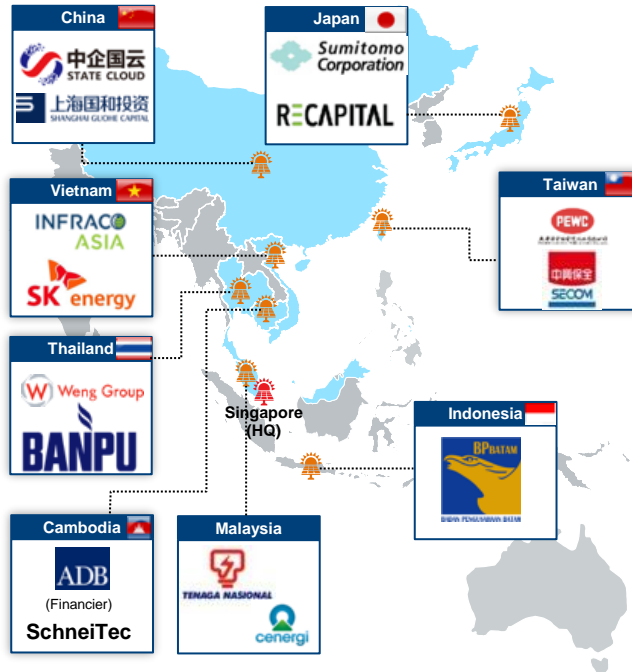 China
中企国云
STATE CLOUD
上海国和投资
SHANGHAI GUOHE CAPITAL
Japan
Sumitomo
Corporation
RECAPITAL
Vietnam
INFRACO
ASIA
SK energy
Taiwan
PEWC
中興保全
SECOM
Thailand
W Weng Group
BANPU
Singapore
(HQ)
Indonesia
BPBATAM
Cambodia
ADB
(Financier)
SchneiTec
Malaysia
TENAGA NASIONAL
cenergi